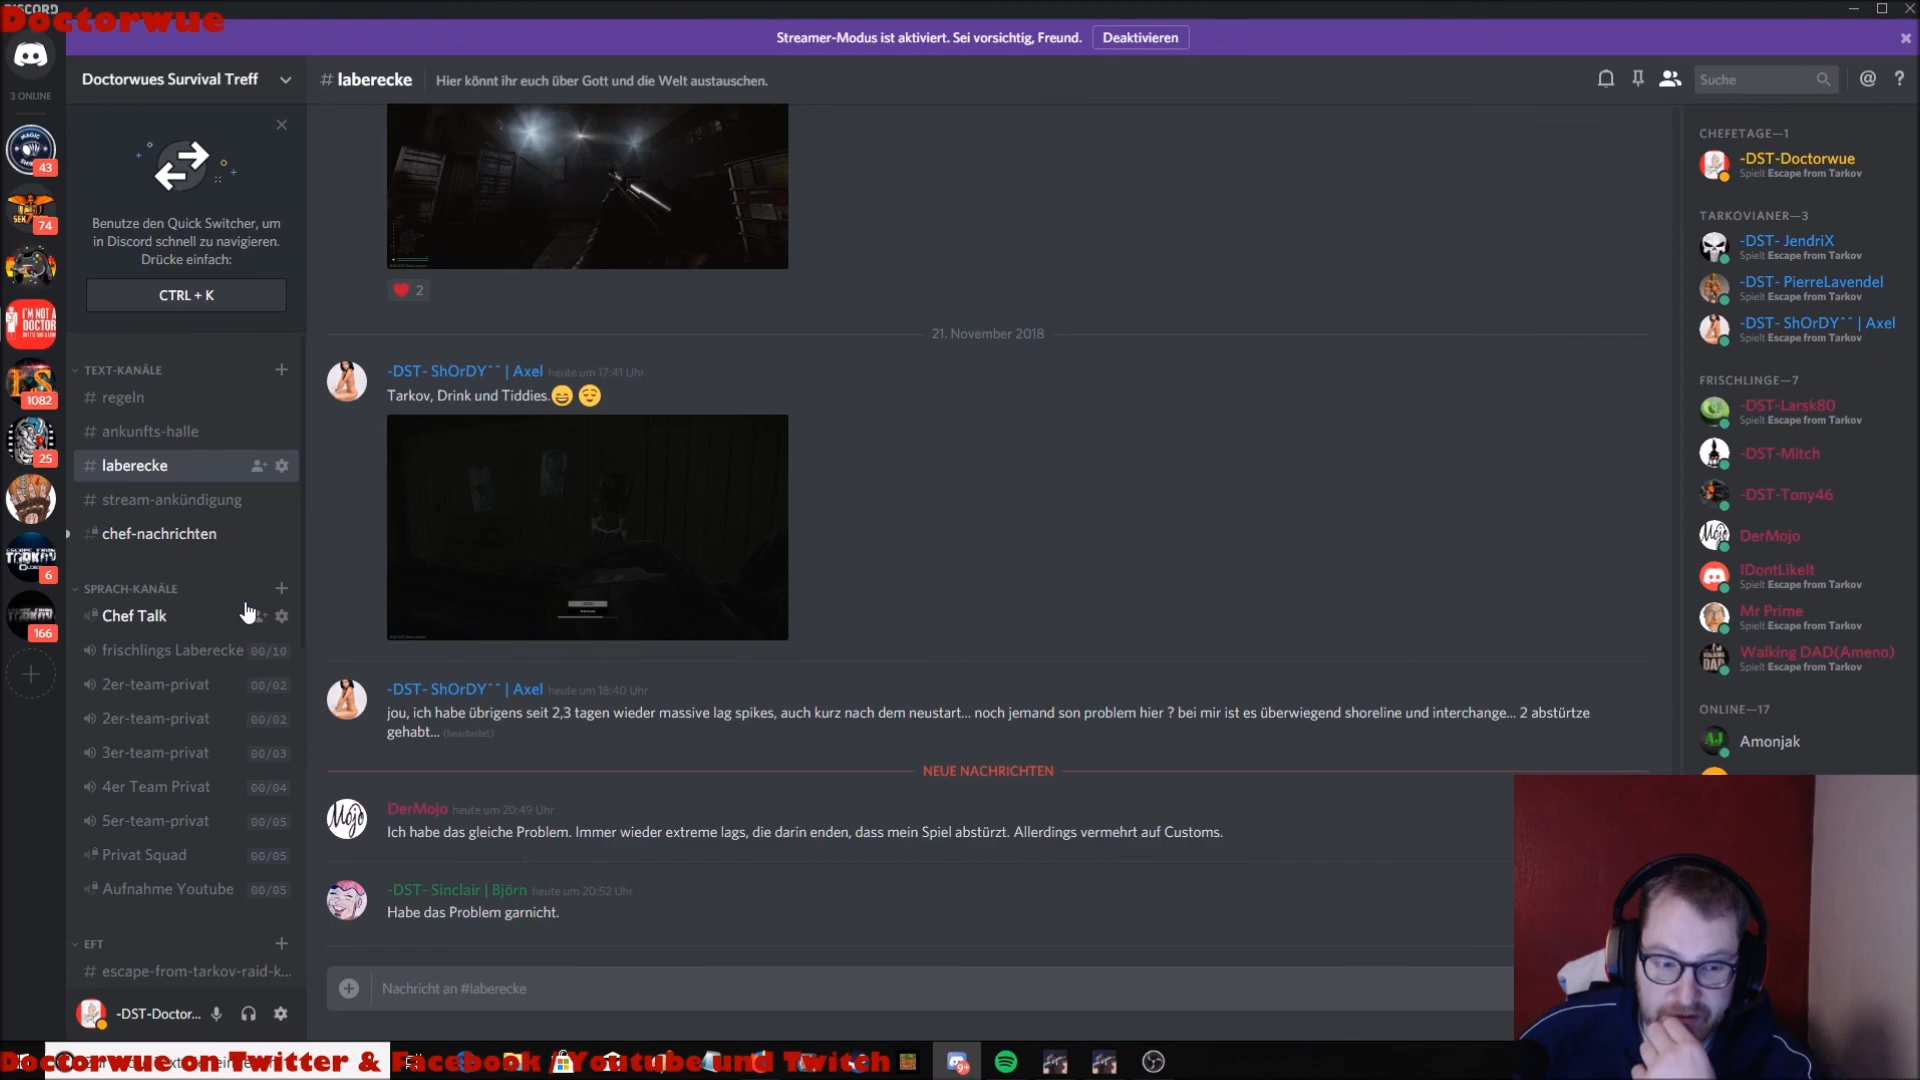 DISCORD
Doctorwue
Streamer-Modus ist aktiviert. Sei vorsichtig, Freund.
Deaktivieren
3 ONLINE
43
74
I'M NOT A
DOCTOR
1082
25
6
166
Doctorwues Survival Treff
Benutze den Quick Switcher, um
in Discord schnell zu navigieren.
Drücke einfach:
CTRL + K
TEXT-KANÄLE
# regeln
# ankunfts-halle
# laberecke
# stream-ankündigung
chef-nachrichten
SPRACH-KANÄLE
Chef Talk
frischlings Laberecke 00/10
2er-team-privat 00/02
2er-team-privat 00/02
3er-team-privat 00/03
4er Team Privat 00/04
5er-team-privat 00/05
Privat Squad 00/05
Aufnahme Youtube 00/05
EFT
# escape-from-tarkov-raid-k...
-DST-Doctor...
# laberecke
Hier könnt ihr euch über Gott und die Welt austauschen.
Suche
2
21. November 2018
-DST- ShOrDY^^ | Axel heute um 17:41 Uhr
Tarkov, Drink und Tiddies.
-DST- ShOrDY^^ | Axel heute um 18:40 Uhr
jou, ich habe übrigens seit 2,3 tagen wieder massive lag spikes, auch kurz nach dem neustart... noch jemand son problem hier ? bei mir ist es überwiegend shoreline und interchange... 2 abstürtze
gehabt... (bearbeitet)
NEUE NACHRICHTEN
DerMojo heute um 20:49 Uhr
Ich habe das gleiche Problem. Immer wieder extreme lags, die darin enden, dass mein Spiel abstürzt. Allerdings vermehrt auf Customs.
-DST- Sinclair | Björn heute um 20:52 Uhr
Habe das Problem garnicht.
Nachricht an #laberecke
CHEFETAGE—1
-DST-Doctorwue
Spielt Escape from Tarkov
TARKOVIANER—3
-DST- JendriX
Spielt Escape from Tarkov
-DST- PierreLavendel
Spielt Escape from Tarkov
-DST- ShOrDY^^ | Axel
Spielt Escape from Tarkov
FRISCHLINGE—7
-DST-Larsk80
Spielt Escape from Tarkov
-DST-Mitch
-DST-Tony46
DerMojo
IDontLikeIt
Spielt Escape from Tarkov
Mr Prime
Spielt Escape from Tarkov
Walking DAD(Ameno)
Spielt Escape from Tarkov
ONLINE—17
Amonjak
Doctorwue on Twitter & Facebook /Youtube und Twitch
9+